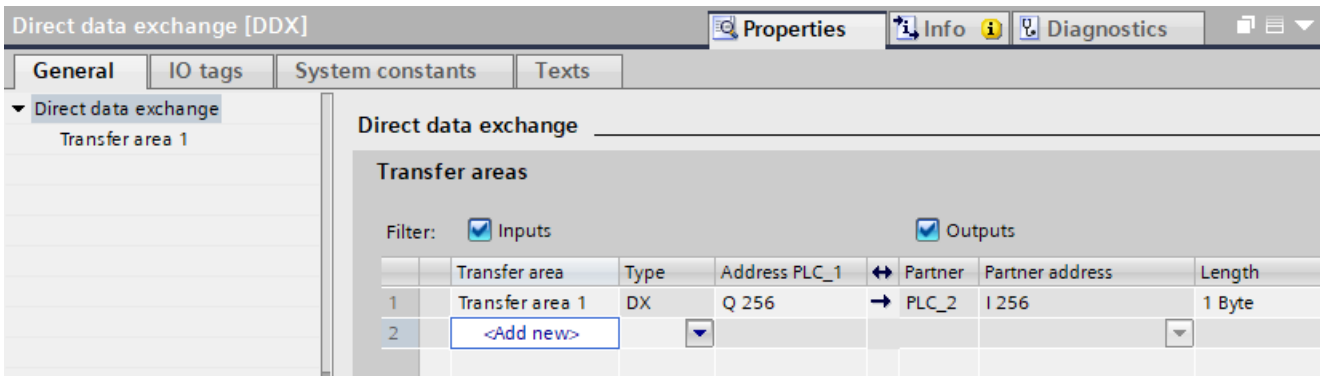 Direct data exchange [DDX] Properties Info Diagnostics
General IO tags System constants Texts
Direct data exchange
Transfer area 1
Direct data exchange
Transfer areas
Filter: Inputs Outputs
Transfer area Type Address PLC_1 ↔ Partner Partner address Length
1 Transfer area 1 DX Q 256 → PLC_2 I 256 1 Byte
2 <Add new>